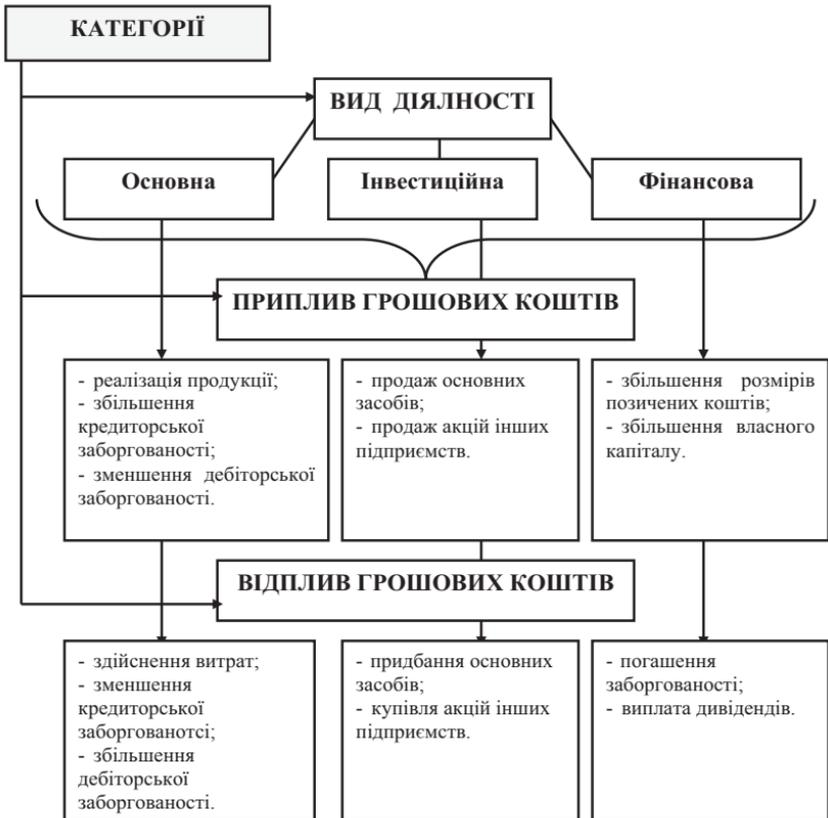 КАТЕГОРІЇ
ВИД ДІЯЛНОСТІ
Основна
Інвестиційна
Фінансова
ПРИПЛИВ ГРОШОВИХ КОШТІВ
- реалізація продукції;
- збільшення
кредиторської
заборгованості;
- зменшення дебіторської
заборгованості.
- продаж основних
засобів;
- продаж акцій інших
підприємств.
- збільшення розмірів
позичених коштів;
- збільшення власного
капіталу.
ВІДПЛИВ ГРОШОВИХ КОШТІВ
- здійснення витрат;
- зменшення
кредиторської
заборгованотсі;
- збільшення
дебіторської
заборгованості.
- придбання основних
засобів;
- купівля акцій інших
підприємств.
- погашення
заборгованості;
- виплата дивідендів.